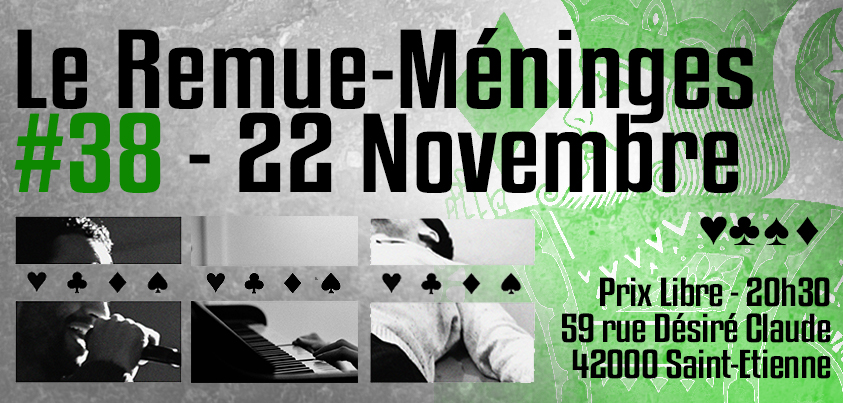 Le Remue-Méninges
#38 - 22 Novembre
Prix Libre - 20h30
59 rue Désiré Claude
42000 Saint-Etienne